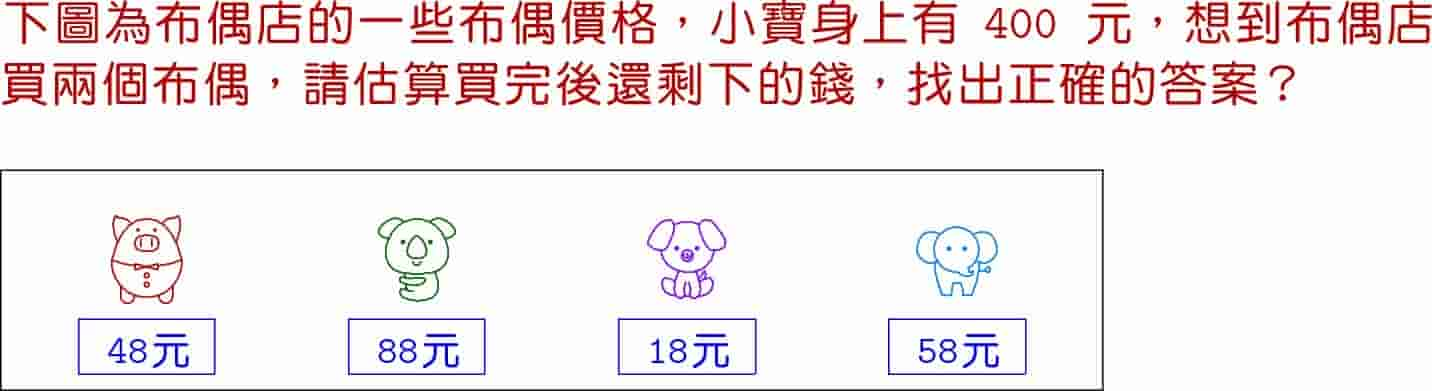 下圖為布偶店的一些布偶價格，小寶身上有 400 元，想到布偶店
買兩個布偶，請估算買完後還剩下的錢，找出正確的答案？
48元 88元 18元 58元